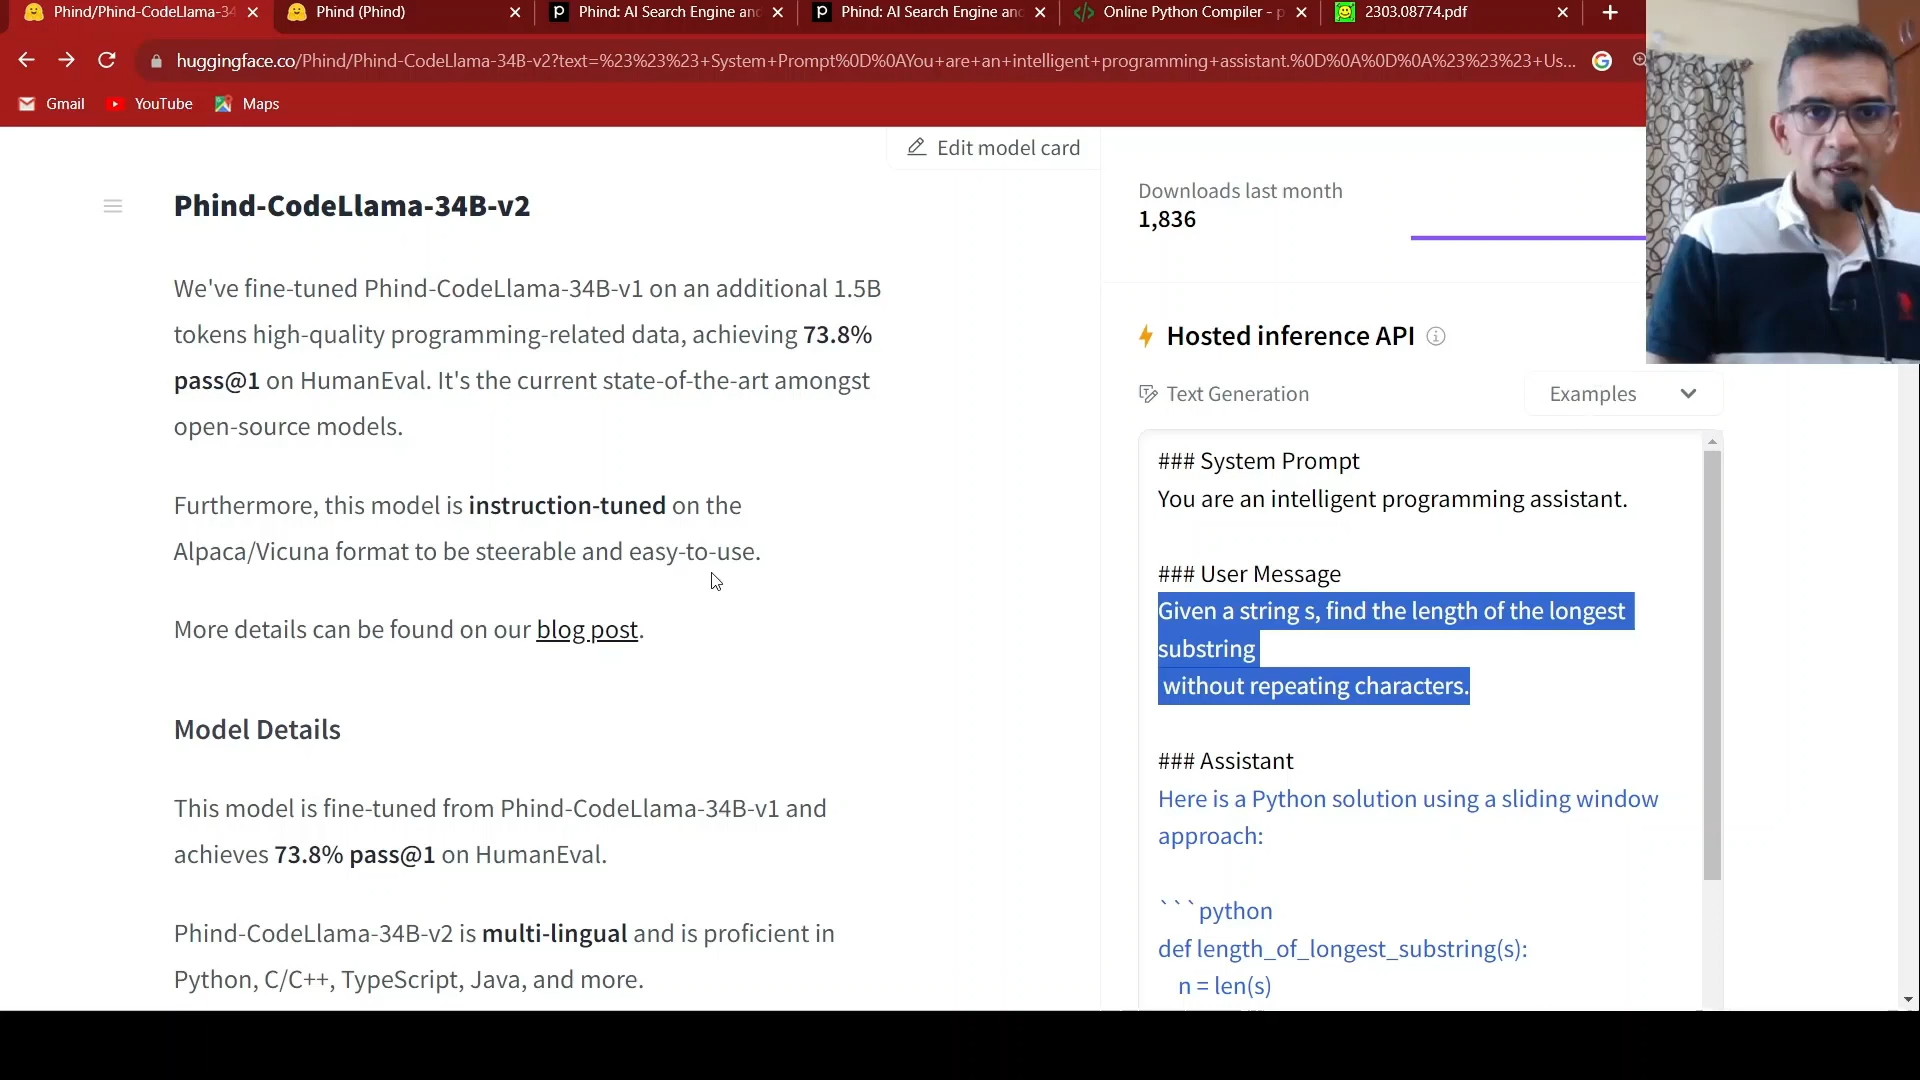 Phind/Phind-CodeLlama-34
Phind (Phind)
Phind: AI Search Engine and
Phind: AI Search Engine and
Online Python Compiler - p
2303.08774.pdf
huggingface.co/Phind/Phind-CodeLlama-34B-v2?text=%23%23%23+System+Prompt%0D%0AYou+are+an+intelligent+programming+assistant.%0D%0A%0D%0A%23%23%23+Us...
Gmail
YouTube
Maps
Edit model card
Phind-CodeLlama-34B-v2
We've fine-tuned Phind-CodeLlama-34B-v1 on an additional 1.5B
tokens high-quality programming-related data, achieving 73.8%
pass@1 on HumanEval. It's the current state-of-the-art amongst
open-source models.
Furthermore, this model is instruction-tuned on the
Alpaca/Vicuna format to be steerable and easy-to-use.
More details can be found on our blog post.
Model Details
This model is fine-tuned from Phind-CodeLlama-34B-v1 and
achieves 73.8% pass@1 on HumanEval.
Phind-CodeLlama-34B-v2 is multi-lingual and is proficient in
Python, C/C++, TypeScript, Java, and more.
Downloads last month
1,836
Hosted inference API
Text Generation
Examples
### System Prompt
You are an intelligent programming assistant.
### User Message
Given a string s, find the length of the longest
substring
without repeating characters.
### Assistant
Here is a Python solution using a sliding window
approach:
```python
def length_of_longest_substring(s):
n = len(s)